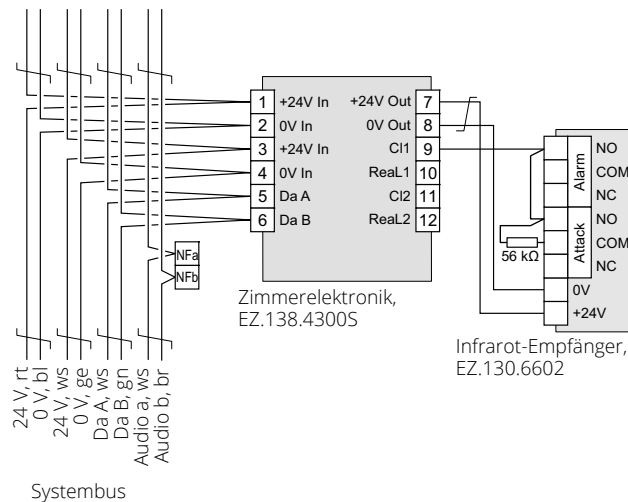 1 +24V In
2 0V In
3 +24V In
4 0V In
5 Da A
6 Da B
+24V Out 7
0V Out 8
CI1 9
ReaL1 10
CI2 11
ReaL2 12
NFa
NFb
Zimmerelektronik,
EZ.138.4300S
Alarm
NO
COM
NC
Attack
NO
COM
NC
56 kΩ
0V
+24V
Infrarot-Empfänger,
EZ.130.6602
24 V, rt
0 V, bl
24 V, ws
0 V, ge
Da A, ws
Da B, gn
Audio a, ws
Audio b, br
Systembus